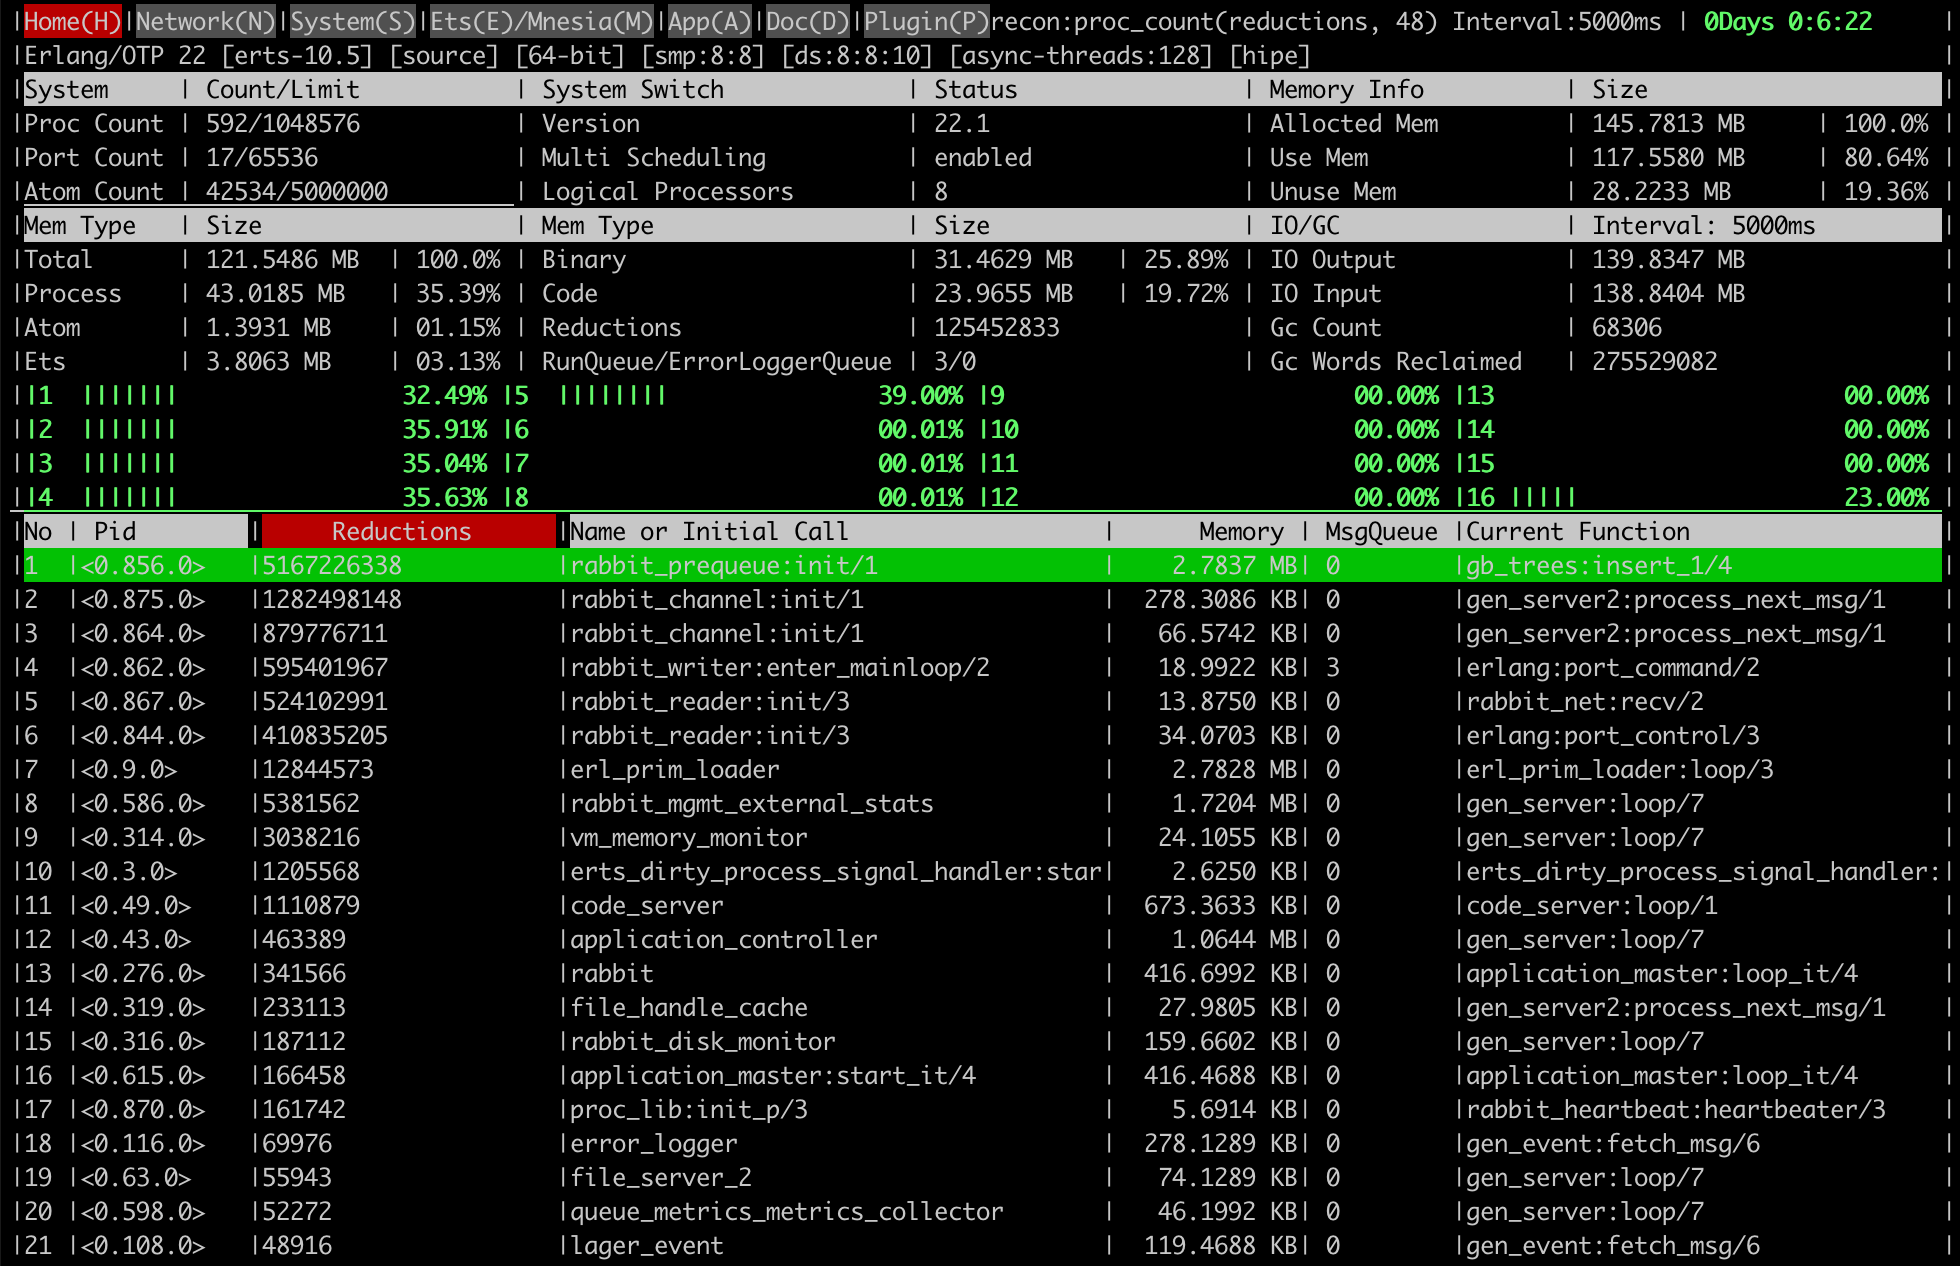 |Home(H)|Network(N)|System(S)|Ets(E)/Mnesia(M)|App(A)|Doc(D)|Plugin(P)recon:proc_count(reductions, 48) Interval:5000ms | 0Days 0:6:22 |
|Erlang/OTP 22 [erts-10.5] [source] [64-bit] [smp:8:8] [ds:8:8:10] [async-threads:128] [hipe] |
|System | Count/Limit | System Switch | Status | Memory Info | Size |
|Proc Count | 592/1048576 | Version | 22.1 | Allocted Mem | 145.7813 MB | 100.0% |
|Port Count | 17/65536 | Multi Scheduling | enabled | Use Mem | 117.5580 MB | 80.64% |
|Atom Count | 42534/5000000 | Logical Processors | 8 | Unuse Mem | 28.2233 MB | 19.36% |
|Mem Type | Size | Mem Type | Size | IO/GC | Interval: 5000ms |
|Total | 121.5486 MB | 100.0% | Binary | 31.4629 MB | 25.89% | IO Output | 139.8347 MB |
|Process | 43.0185 MB | 35.39% | Code | 23.9655 MB | 19.72% | IO Input | 138.8404 MB |
|Atom | 1.3931 MB | 01.15% | Reductions | 125452833 | Gc Count | 68306 |
|Ets | 3.8063 MB | 03.13% | RunQueue/ErrorLoggerQueue | 3/0 | Gc Words Reclaimed | 275529082 |
||1 ||||||| 32.49% |5 |||||||| 39.00% |9 00.00% |13 00.00% |
||2 ||||||| 35.91% |6 00.01% |10 00.00% |14 00.00% |
||3 ||||||| 35.04% |7 00.01% |11 00.00% |15 00.00% |
||4 ||||||| 35.63% |8 00.01% |12 00.00% |16 ||||| 23.00% |
|No | Pid | Reductions |Name or Initial Call | Memory | MsgQueue |Current Function |
|1 |<0.856.0> |5167226338 |rabbit_prequeue:init/1 | 2.7837 MB| 0 |gb_trees:insert_1/4 |
|2 |<0.875.0> |1282498148 |rabbit_channel:init/1 | 278.3086 KB| 0 |gen_server2:process_next_msg/1 |
|3 |<0.864.0> |879776711 |rabbit_channel:init/1 | 66.5742 KB| 0 |gen_server2:process_next_msg/1 |
|4 |<0.862.0> |595401967 |rabbit_writer:enter_mainloop/2 | 18.9922 KB| 3 |erlang:port_command/2 |
|5 |<0.867.0> |524102991 |rabbit_reader:init/3 | 13.8750 KB| 0 |rabbit_net:recv/2 |
|6 |<0.844.0> |410835205 |rabbit_reader:init/3 | 34.0703 KB| 0 |erlang:port_control/3 |
|7 |<0.9.0> |12844573 |erl_prim_loader | 2.7828 MB| 0 |erl_prim_loader:loop/3 |
|8 |<0.586.0> |5381562 |rabbit_mgmt_external_stats | 1.7204 MB| 0 |gen_server:loop/7 |
|9 |<0.314.0> |3038216 |vm_memory_monitor | 24.1055 KB| 0 |gen_server:loop/7 |
|10 |<0.3.0> |1205568 |erts_dirty_process_signal_handler:star| 2.6250 KB| 0 |erts_dirty_process_signal_handler:|
|11 |<0.49.0> |1110879 |code_server | 673.3633 KB| 0 |code_server:loop/1 |
|12 |<0.43.0> |463389 |application_controller | 1.0644 MB| 0 |gen_server:loop/7 |
|13 |<0.276.0> |341566 |rabbit | 416.6992 KB| 0 |application_master:loop_it/4 |
|14 |<0.319.0> |233113 |file_handle_cache | 27.9805 KB| 0 |gen_server2:process_next_msg/1 |
|15 |<0.316.0> |187112 |rabbit_disk_monitor | 159.6602 KB| 0 |gen_server:loop/7 |
|16 |<0.615.0> |166458 |application_master:start_it/4 | 416.4688 KB| 0 |application_master:loop_it/4 |
|17 |<0.870.0> |161742 |proc_lib:init_p/3 | 5.6914 KB| 0 |rabbit_heartbeat:heartbeater/3 |
|18 |<0.116.0> |69976 |error_logger | 278.1289 KB| 0 |gen_event:fetch_msg/6 |
|19 |<0.63.0> |55943 |file_server_2 | 74.1289 KB| 0 |gen_server:loop/7 |
|20 |<0.598.0> |52272 |queue_metrics_metrics_collector | 46.1992 KB| 0 |gen_server:loop/7 |
|21 |<0.108.0> |48916 |lager_event | 119.4688 KB| 0 |gen_event:fetch_msg/6 |